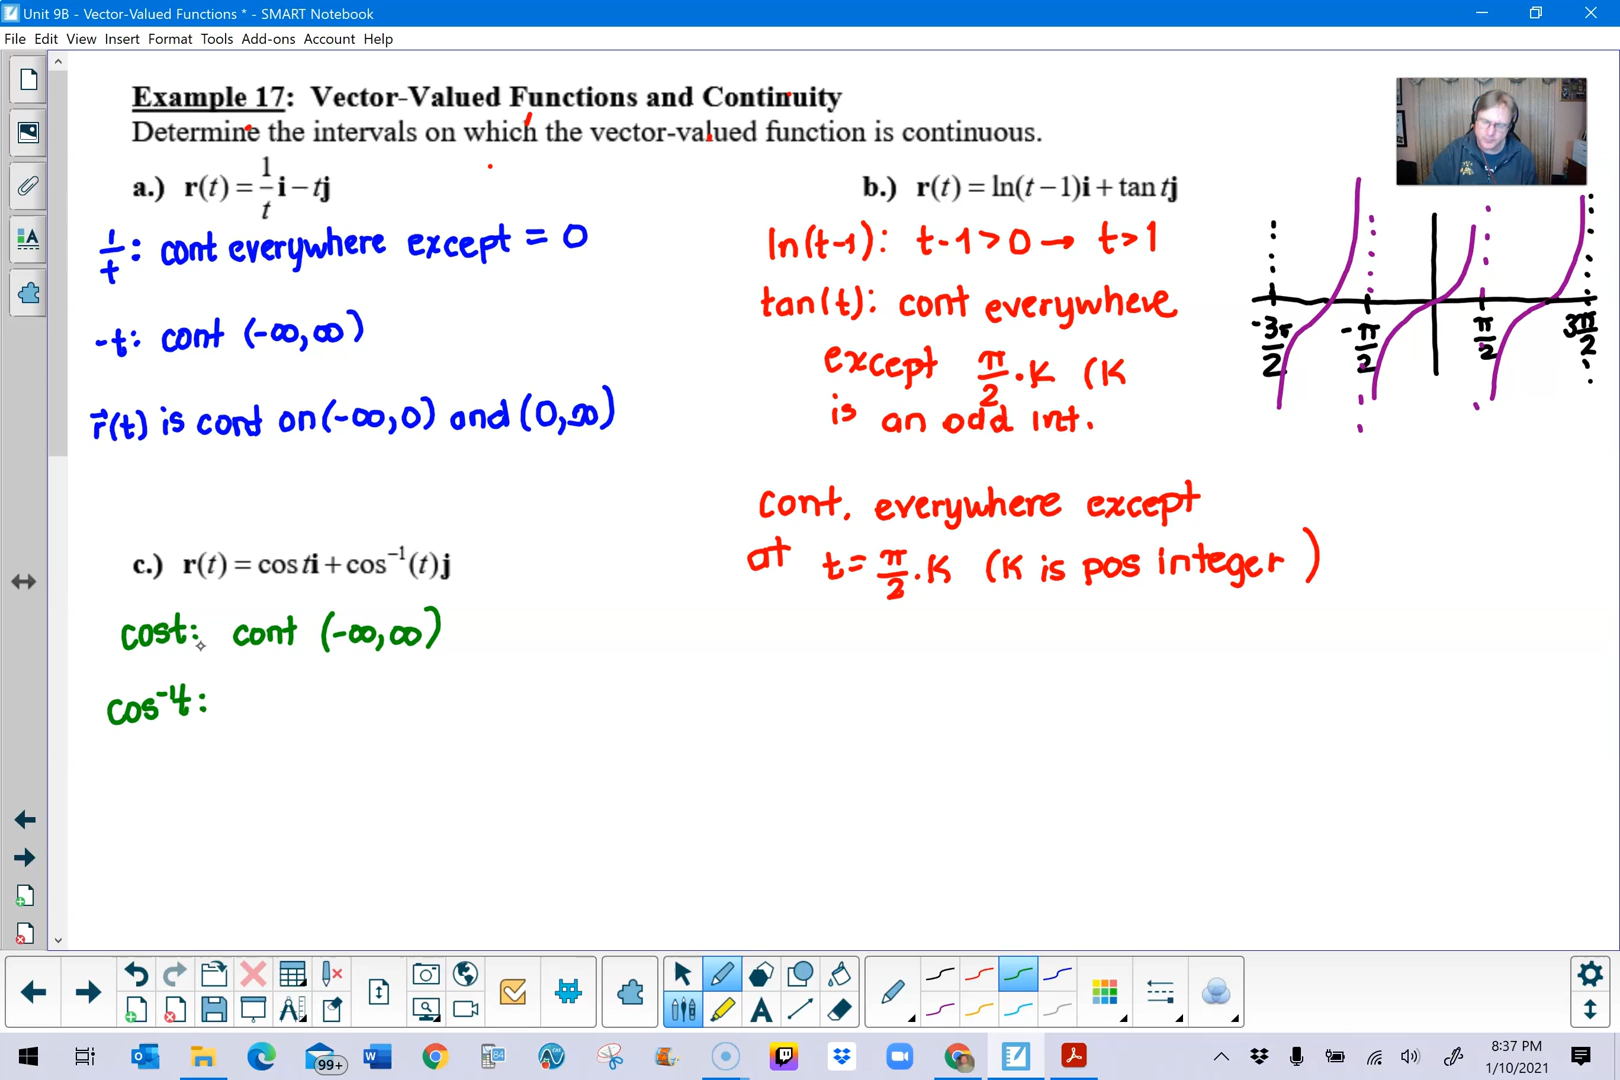 Unit 9B - Vector-Valued Functions * - SMART Notebook
File Edit View Insert Format Tools Add-ons Account Help
Example 17: Vector-Valued Functions and Continuity
Determine the intervals on which the vector-valued function is continuous.
a.) r(t) = 1/t i − tj
1/t: cont everywhere except = 0
-t: cont (-∞,∞)
r⃗(t) is cont on (-∞,0) and (0,∞)
b.) r(t) = ln(t−1)i + tan tj
ln(t-1): t-1>0 → t>1
tan(t): cont everywhere
except π/2·K (K
is an odd int.
-3π/2 -π/2 π/2 3π/2
cont. everywhere except
at t=π/2·K (K is pos integer )
c.) r(t) = cos ti + cos⁻¹(t)j
cost: cont (-∞,∞)
cos⁻¹t:
99+
84
8:37 PM
1/10/2021